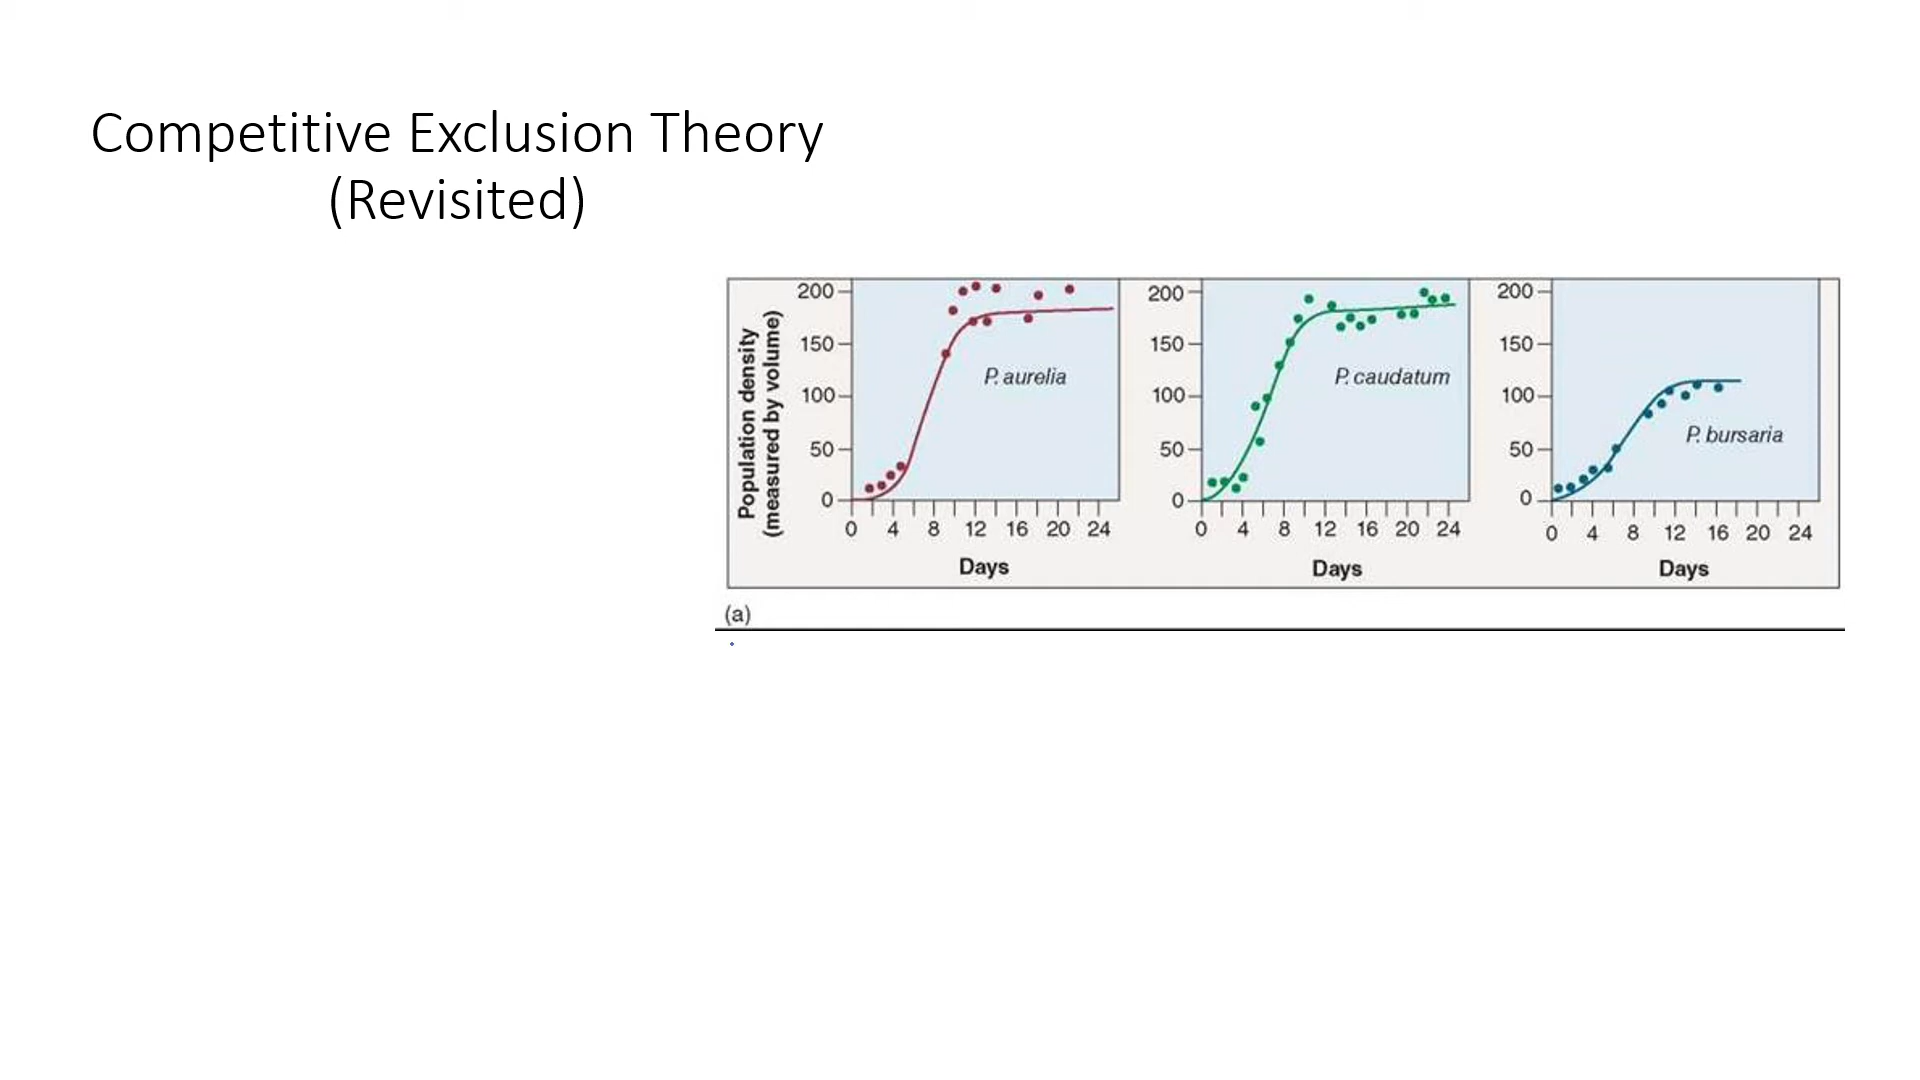 Competitive Exclusion Theory
(Revisited)
Population density
(measured by volume)
200
150
100
50
0
P. aurelia
0 4 8 12 16 20 24
Days
200
150
100
50
0
P. caudatum
0 4 8 12 16 20 24
Days
200
150
100
50
0
P. bursaria
0 4 8 12 16 20 24
Days
(a)